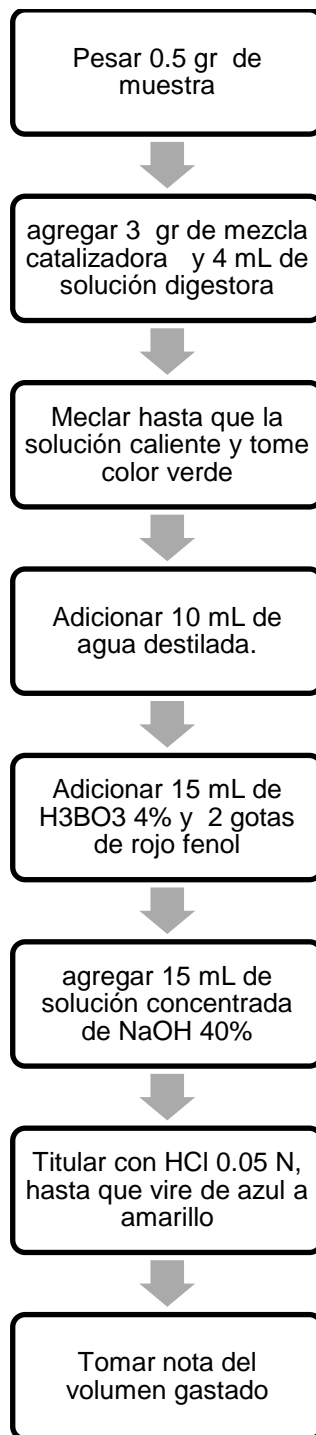 Pesar 0.5 gr de
muestra
agregar 3 gr de mezcla
catalizadora y 4 mL de
solución digestora
Meclar hasta que la
solución caliente y tome
color verde
Adicionar 10 mL de
agua destilada.
Adicionar 15 mL de
H3BO3 4% y 2 gotas
de rojo fenol
agregar 15 mL de
solución concentrada
de NaOH 40%
Titular con HCl 0.05 N,
hasta que vire de azul a
amarillo
Tomar nota del
volumen gastado